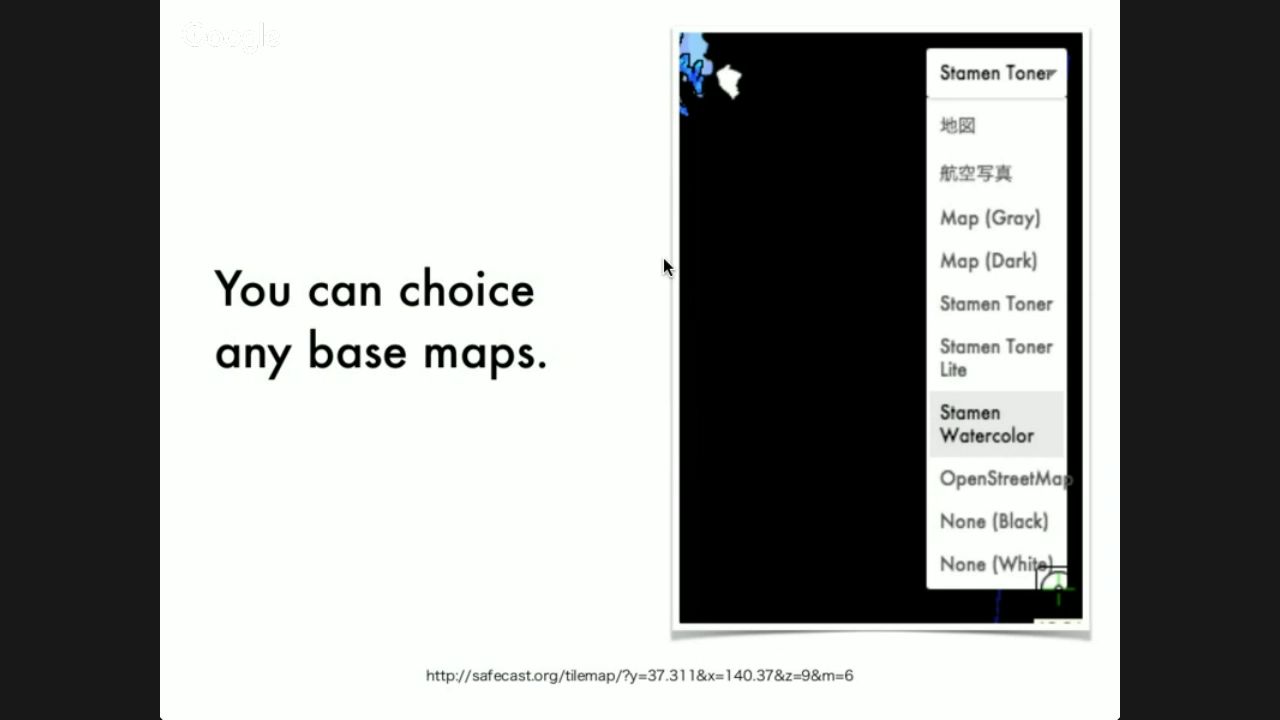 Google
You can choice
any base maps.
Stamen Toner
地図
航空写真
Map (Gray)
Map (Dark)
Stamen Toner
Stamen Toner
Lite
Stamen
Watercolor
OpenStreetMap
None (Black)
None (White)
http://safecast.org/tilemap/?y=37.311&x=140.37&z=9&m=6